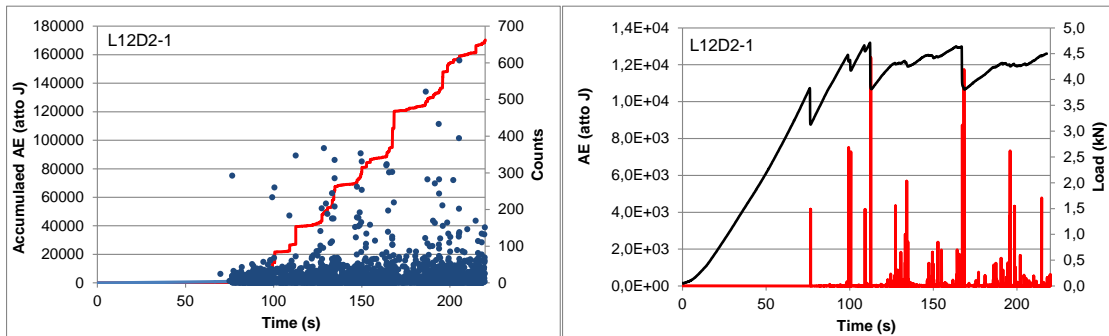 L12D2-1
Accumulaed AE (atto J)
180000
160000
140000
120000
100000
80000
60000
40000
20000
0
700
600
500
400
300
200
100
0
Counts
0 50 100 150 200
Time (s)
L12D2-1
AE (atto J)
1,4E+04
1,2E+04
1,0E+04
8,0E+03
6,0E+03
4,0E+03
2,0E+03
0,0E+00
5,0
4,5
4,0
3,5
3,0
2,5
2,0
1,5
1,0
0,5
0,0
Load (kN)
0 50 100 150 200
Time (s)